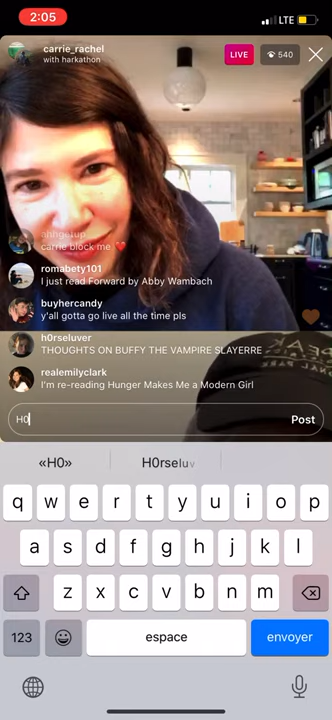 2:05
LTE
carrie_rachel
with harkathon
LIVE
540
ahhgetup
carrie block me ❤️
romabety101
I just read Forward by Abby Wambach
buyhercandy
y'all gotta go live all the time pls
h0rseluver
THOUGHTS ON BUFFY THE VAMPIRE SLAYERRE
realemilyclark
I'm re-reading Hunger Makes Me a Modern Girl
H0
Post
«H0»
H0rseluv
q w e r t y u i o p
a s d f g h j k l
z x c v b n m
123
espace
envoyer